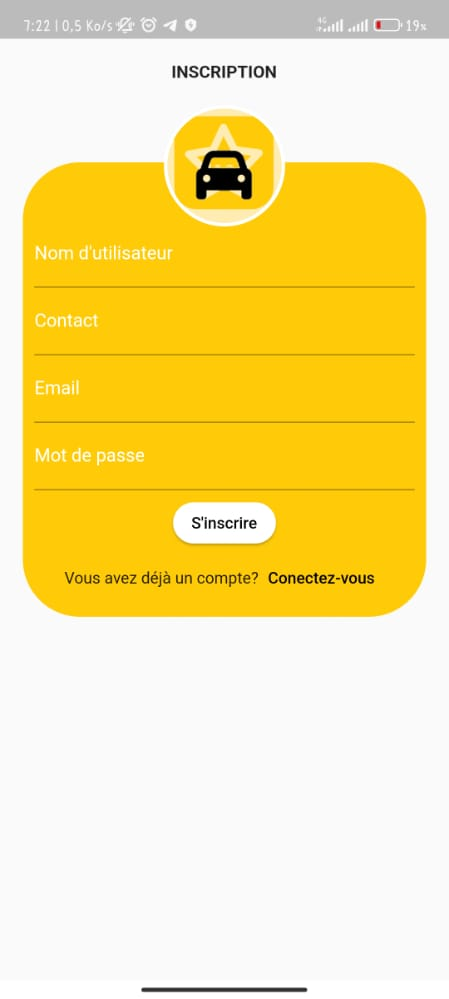 7:22 | 0,5 Ko/s 4G 19%
INSCRIPTION
Nom d'utilisateur
Contact
Email
Mot de passe
S'inscrire
Vous avez déjà un compte? Conectez-vous